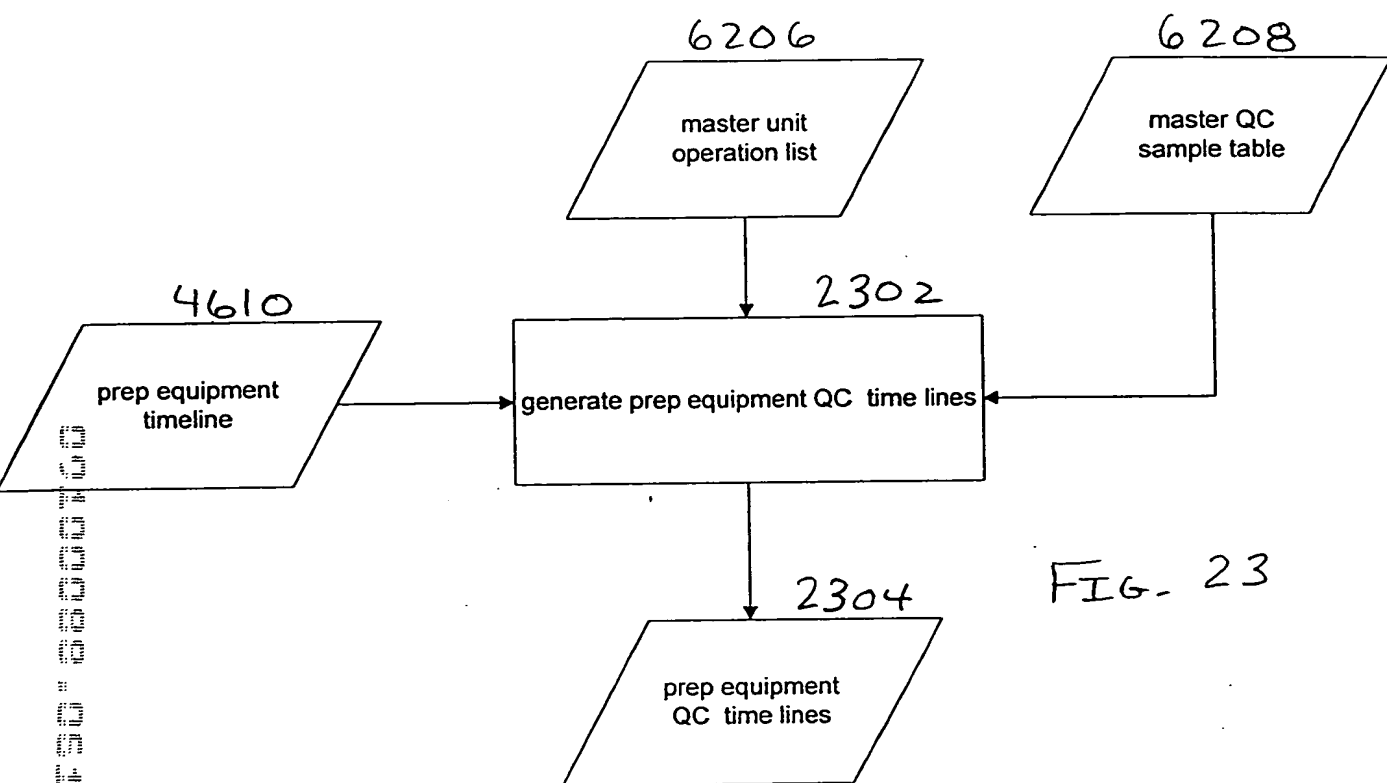 6206
6208
master unit
operation list
master QC
sample table
4610
2302
prep equipment
timeline
generate prep equipment QC time lines
2304
FIG. 23
prep equipment
QC time lines